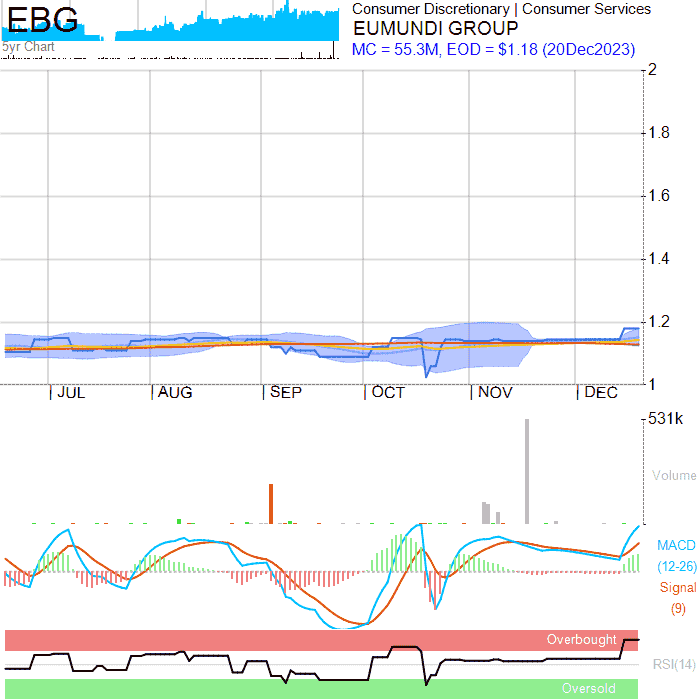 EBG
5yr Chart
Consumer Discretionary | Consumer Services
EUMUNDI GROUP
MC = 55.3M, EOD = $1.18 (20Dec2023)
2
1.8
1.6
1.4
1.2
1
JUL AUG SEP OCT NOV DEC
531k
Volume
MACD
(12-26)
Signal
(9)
Overbought
RSI(14)
Oversold